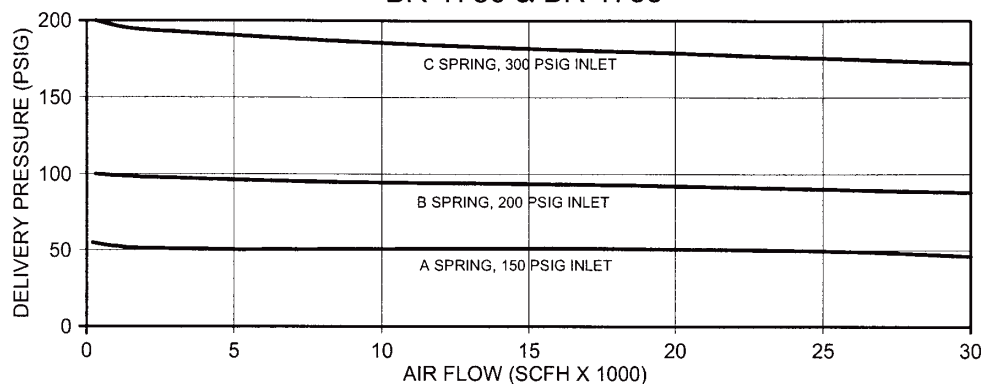 DELIVERY PRESSURE (PSIG)
200
150
100
50
0
C SPRING, 300 PSIG INLET
B SPRING, 200 PSIG INLET
A SPRING, 150 PSIG INLET
0 5 10 15 20 25 30
AIR FLOW (SCFH X 1000)